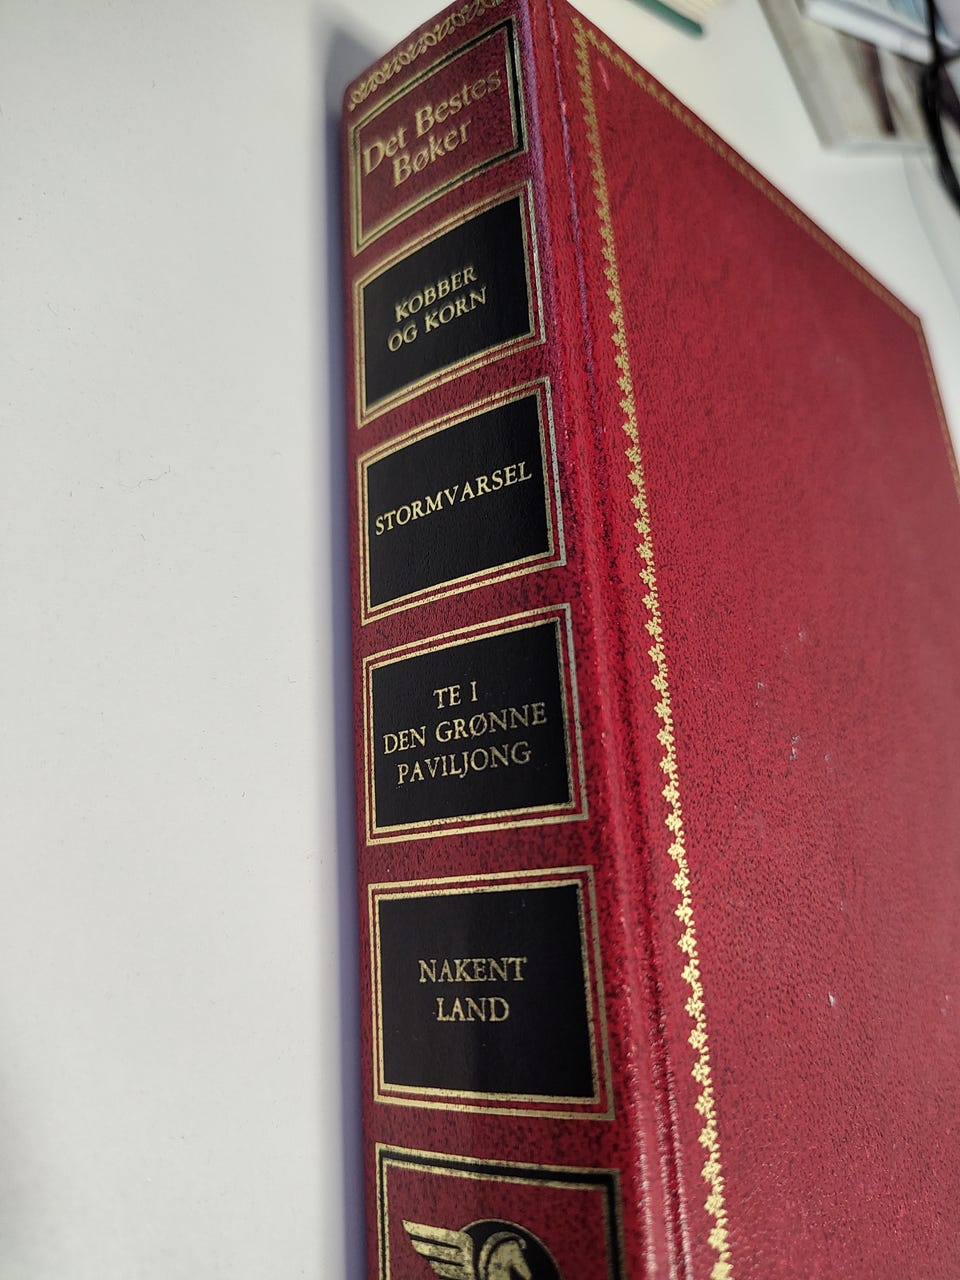 Det Bestes
Bøker
KOBBER
OG KORN
STORMVARSEL
TE I
DEN GRØNNE
PAVILJONG
NAKENT
LAND